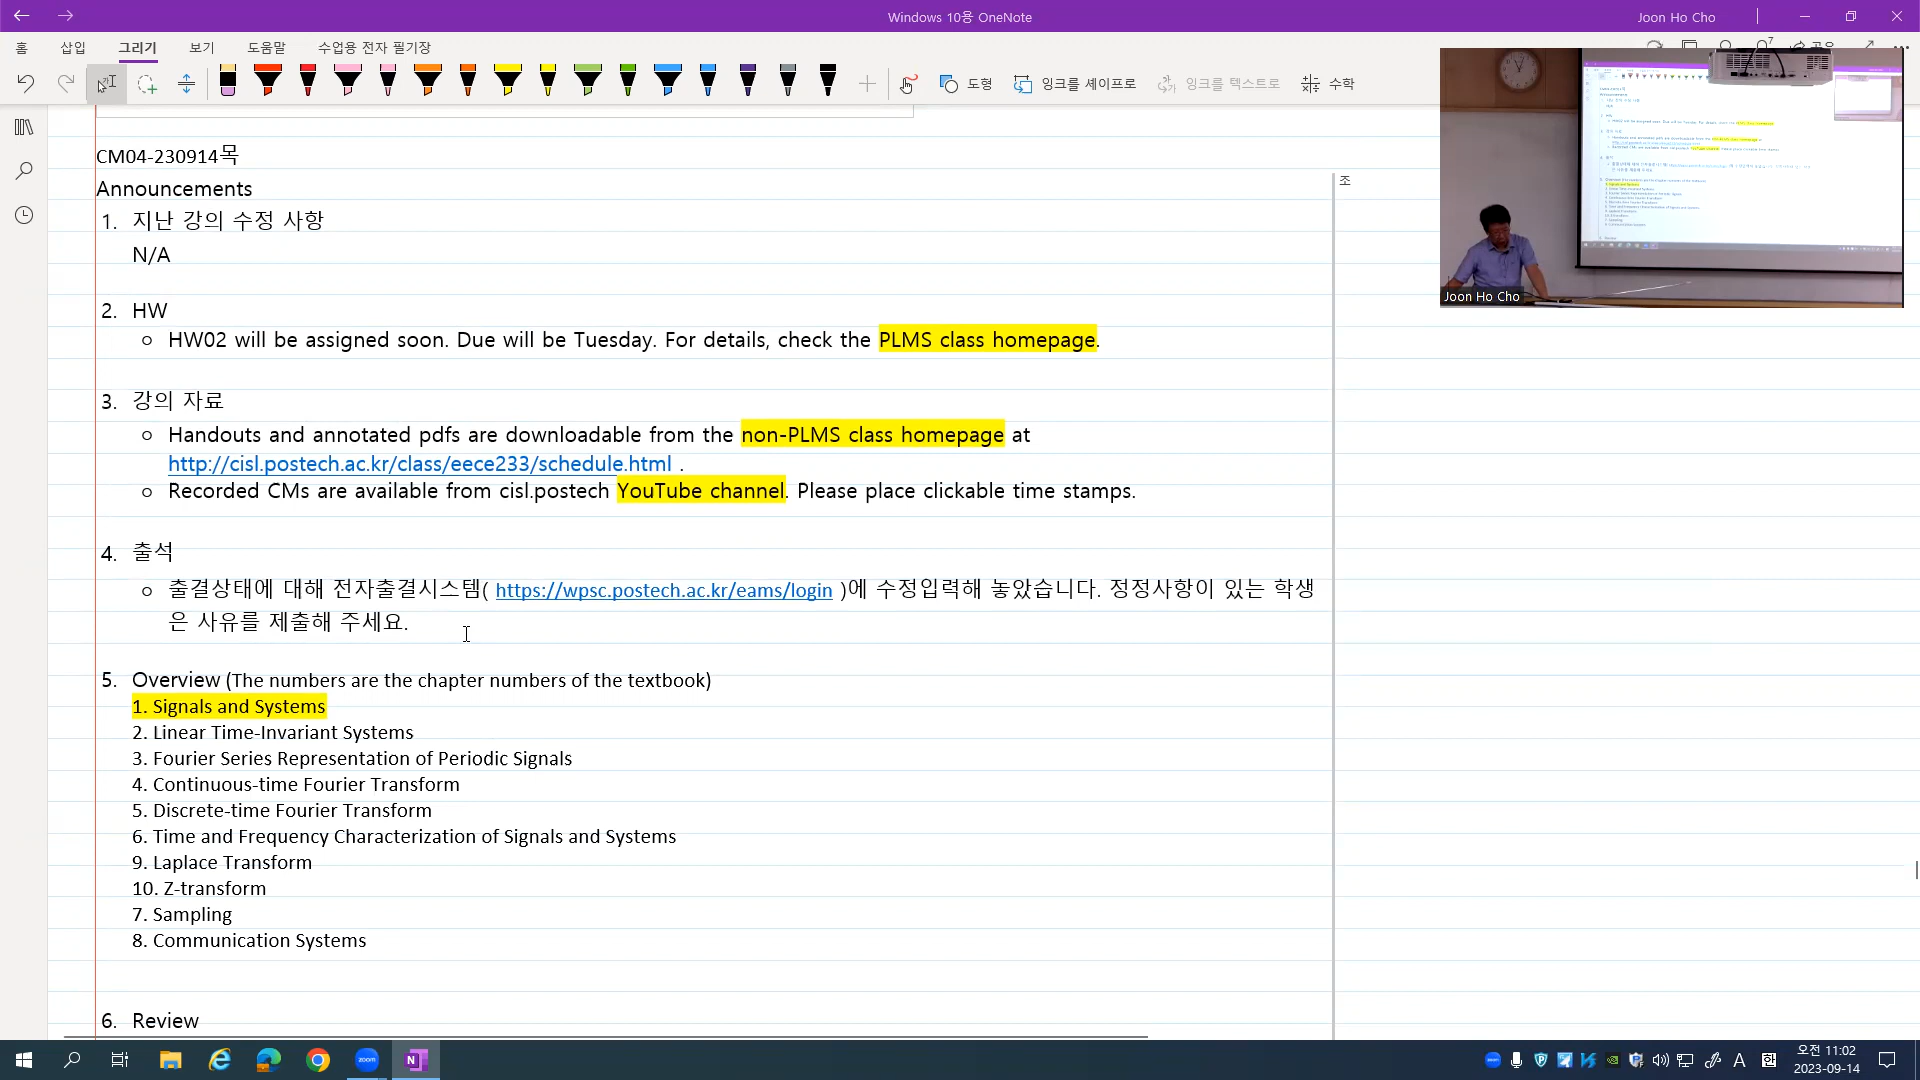 Windows 10용 OneNote
Joon Ho Cho
홈 삽입 그리기 보기 도움말 수업용 전자 필기장
도형 잉크를 셰이프로 잉크를 텍스트로 수학
CM04-230914목
Announcements
조
1. 지난 강의 수정 사항
N/A
Joon Ho Cho
2. HW
HW02 will be assigned soon. Due will be Tuesday. For details, check the PLMS class homepage.
3. 강의 자료
Handouts and annotated pdfs are downloadable from the non-PLMS class homepage at
http://cisl.postech.ac.kr/class/eece233/schedule.html .
Recorded CMs are available from cisl.postech YouTube channel. Please place clickable time stamps.
4. 출석
출결상태에 대해 전자출결시스템( https://wpsc.postech.ac.kr/eams/login )에 수정입력해 놓았습니다. 정정사항이 있는 학생
은 사유를 제출해 주세요.
5. Overview (The numbers are the chapter numbers of the textbook)
1. Signals and Systems
2. Linear Time-Invariant Systems
3. Fourier Series Representation of Periodic Signals
4. Continuous-time Fourier Transform
5. Discrete-time Fourier Transform
6. Time and Frequency Characterization of Signals and Systems
9. Laplace Transform
10. Z-transform
7. Sampling
8. Communication Systems
6. Review
zoom
A 한 오전 11:02
2023-09-14